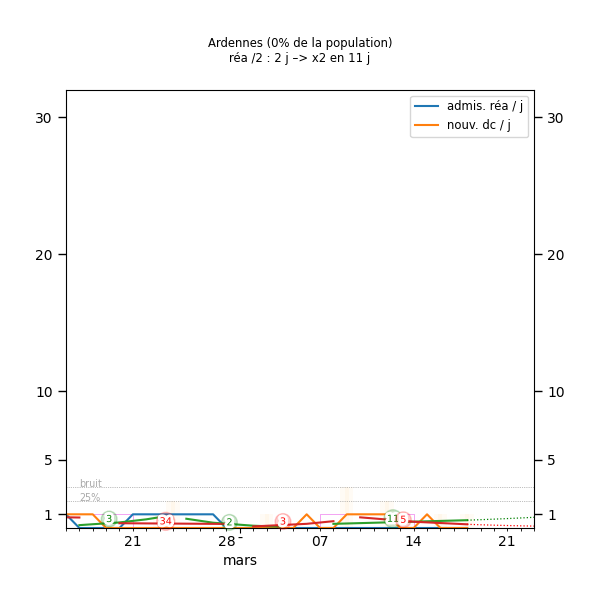 Ardennes (0% de la population)
réa /2 : 2 j –> x2 en 11 j
admis. réa / j
nouv. dc / j
30 30
20 20
10 10
5 5
bruit
25%
1 3 34 2 3 11 5 1
21 28 - 07 14 21
mars